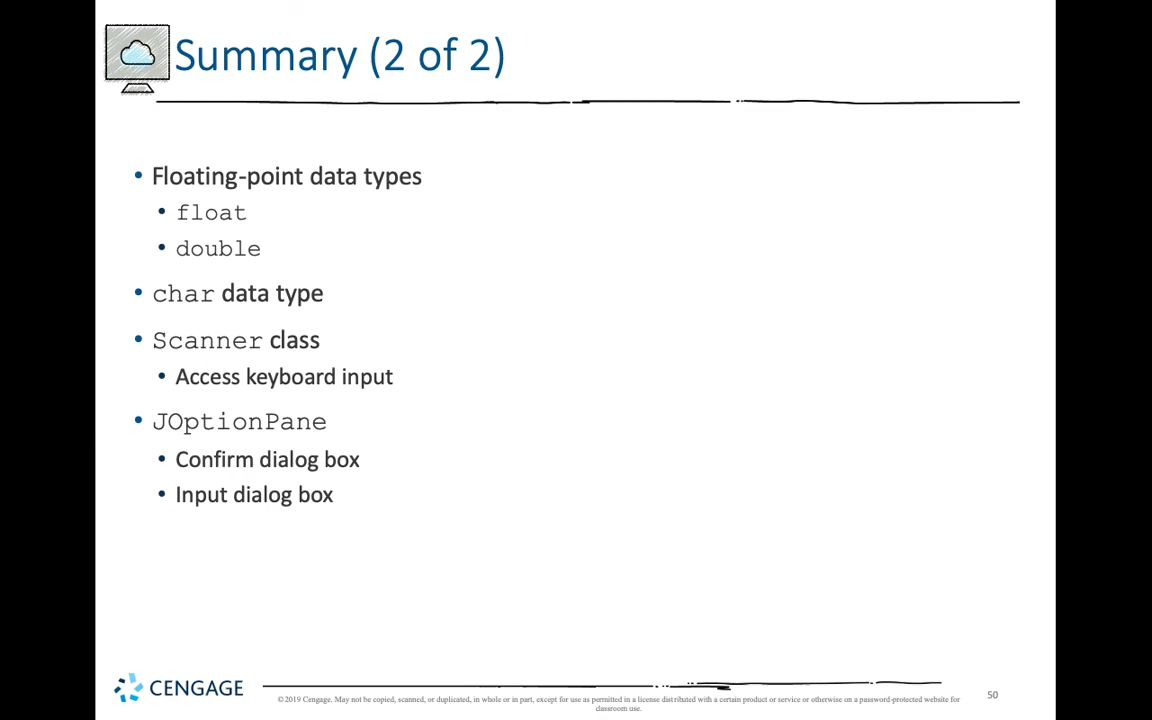 Summary (2 of 2)
• Floating-point data types
• float
• double
• char data type
• Scanner class
• Access keyboard input
• JOptionPane
• Confirm dialog box
• Input dialog box
CENGAGE
©2019 Cengage. May not be copied, scanned, or duplicated, in whole or in part, except for use as permitted in a license distributed with a certain product or service or otherwise on a password-protected website for
classroom use.
50